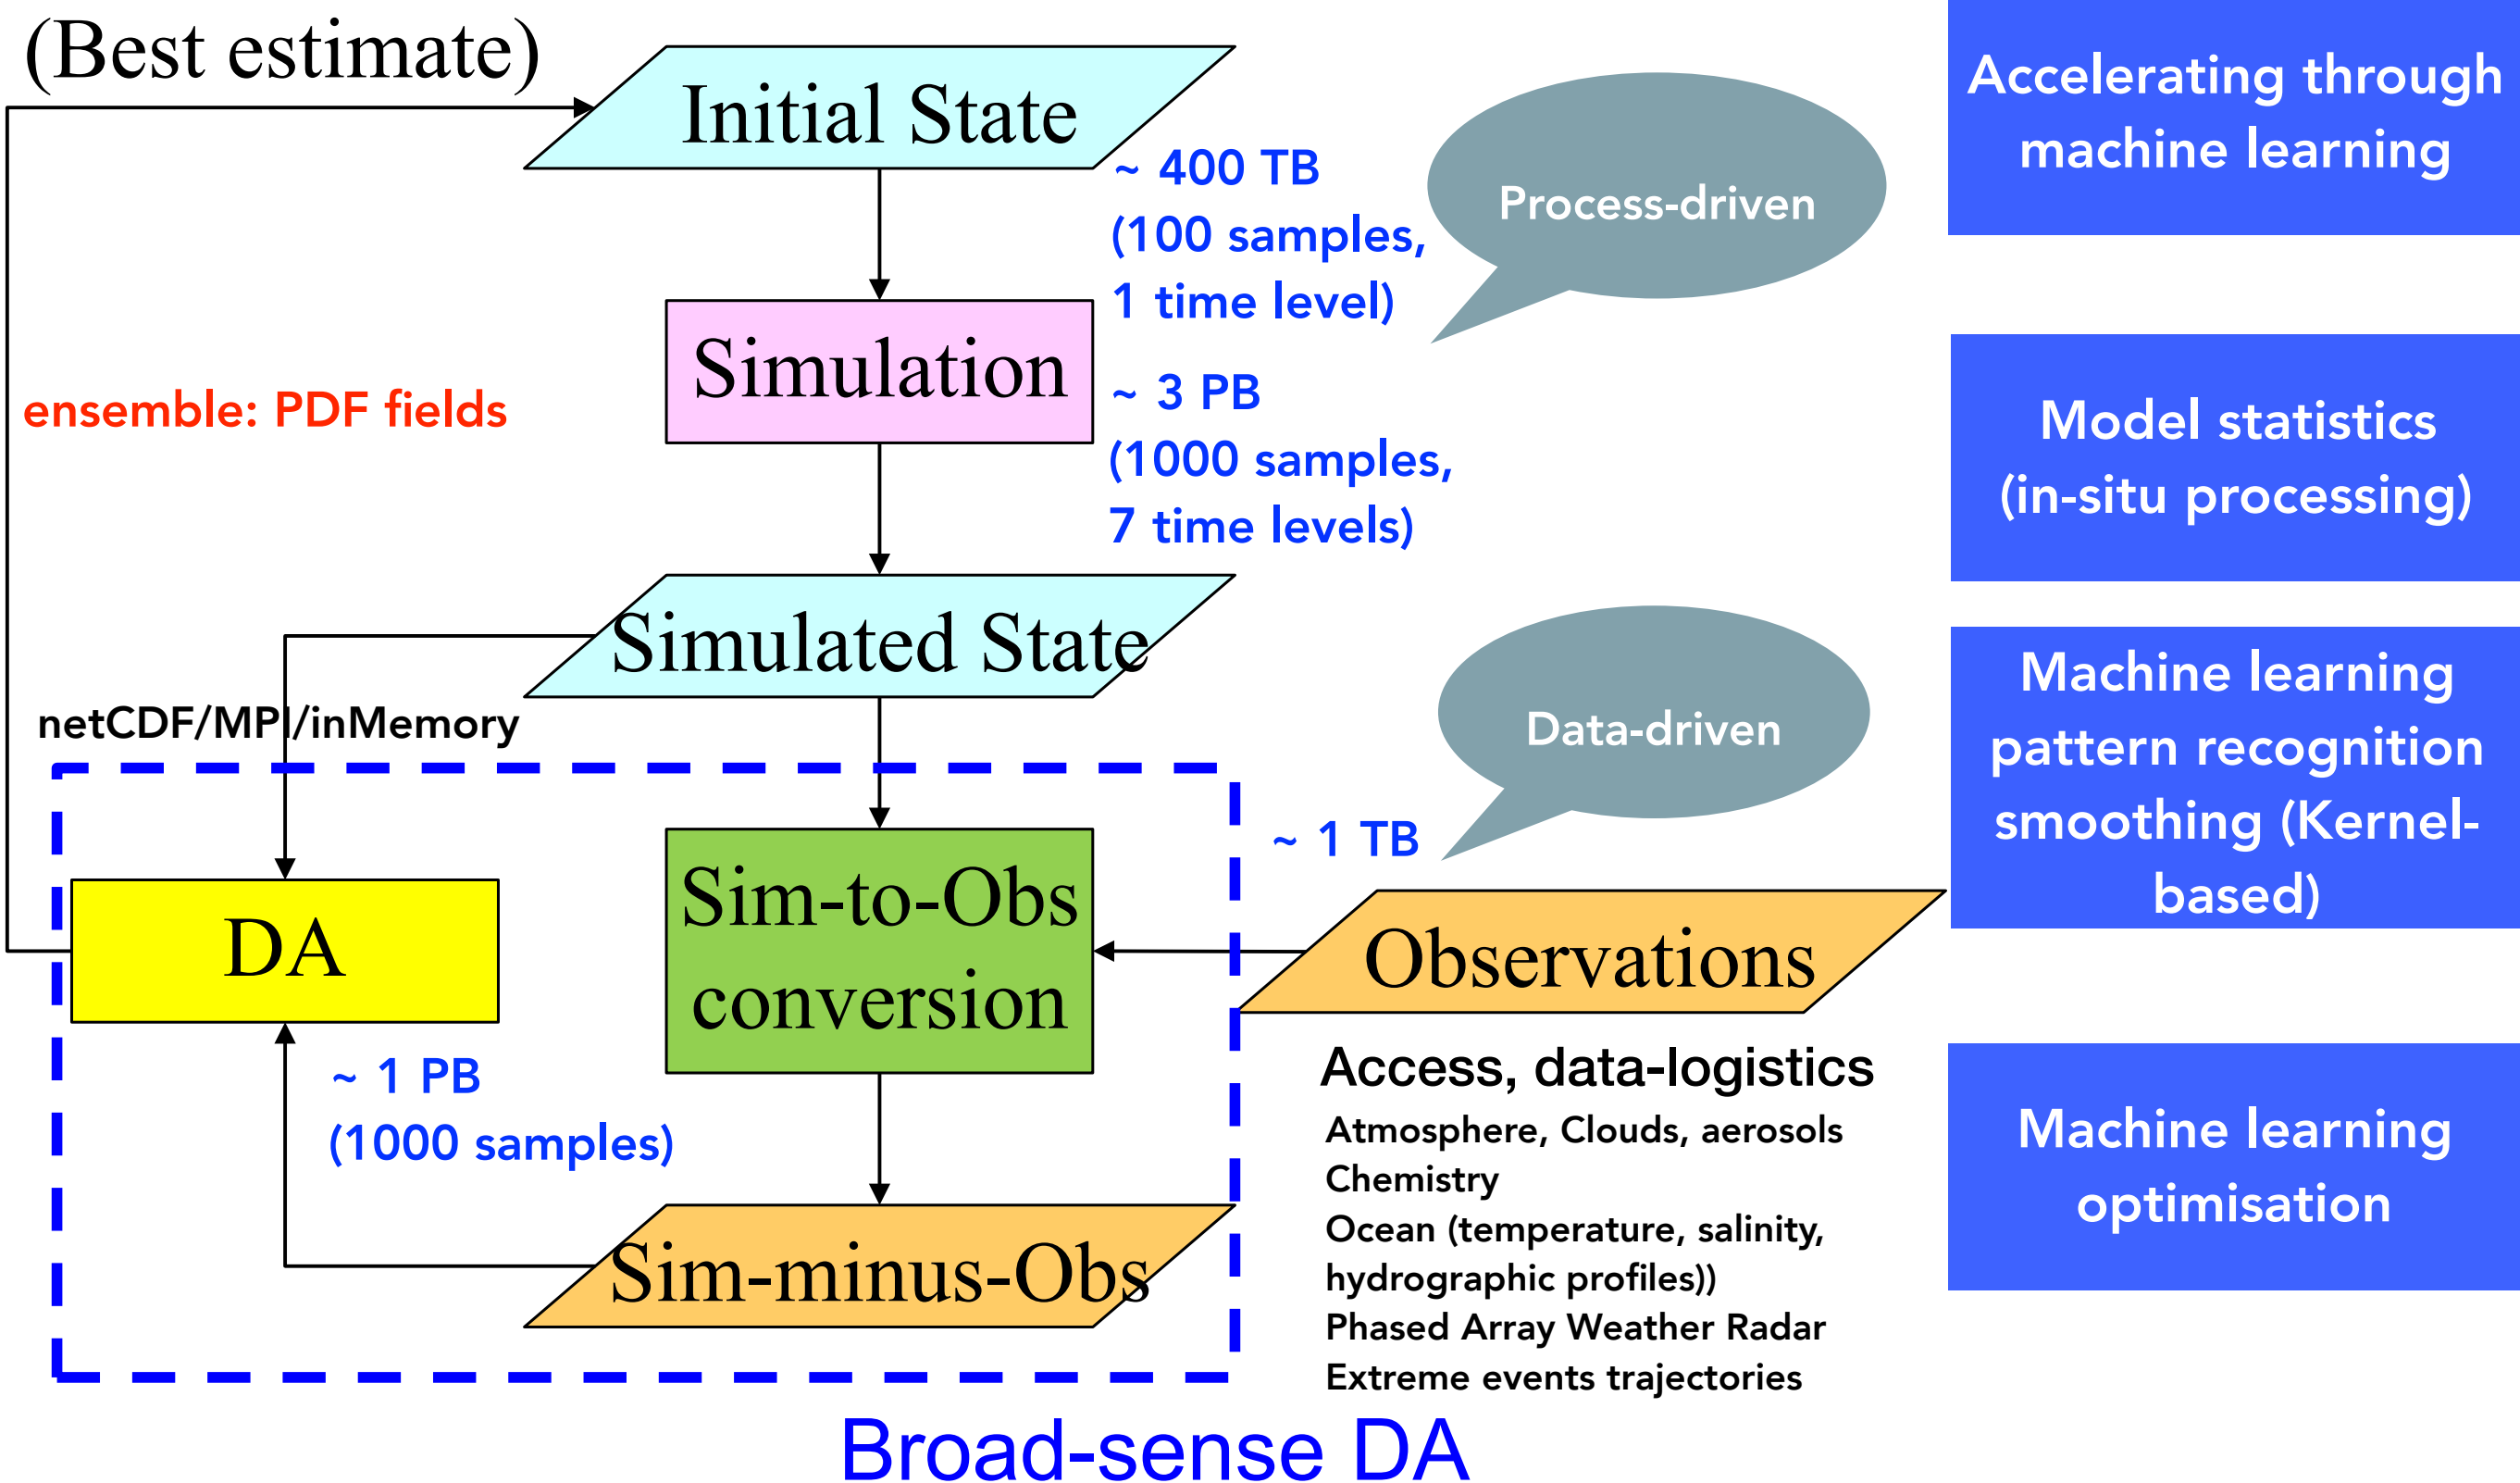 (Best estimate)
Initial State
~ 400 TB
(100 samples,
1 time level)
Process-driven
Accelerating through
machine learning
Simulation
~ 3 PB
(1000 samples,
7 time levels)
ensemble: PDF fields
Model statistics
(in-situ processing)
Simulated State
netCDF/MPI/inMemory
Data-driven
Machine learning
pattern recognition
smoothing (Kernel-
based)
~ 1 TB
DA
Sim-to-Obs
conversion
Observations
~ 1 PB
(1000 samples)
Sim-minus-Obs
Access, data-logistics
Atmosphere, Clouds, aerosols
Chemistry
Ocean (temperature, salinity,
hydrographic profiles))
Phased Array Weather Radar
Extreme events trajectories
Machine learning
optimisation
Broad-sense DA